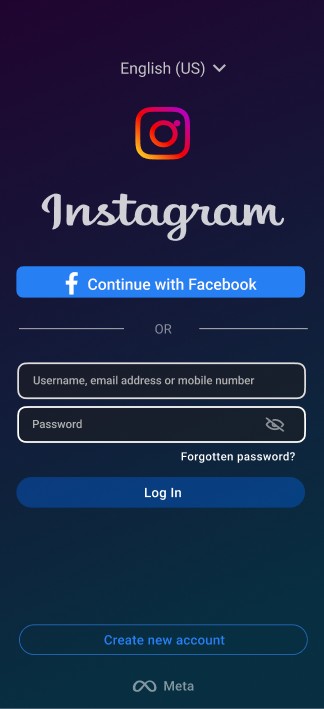 English (US)
Instagram
Continue with Facebook
OR
Username, email address or mobile number
Password
Forgotten password?
Log In
Create new account
Meta